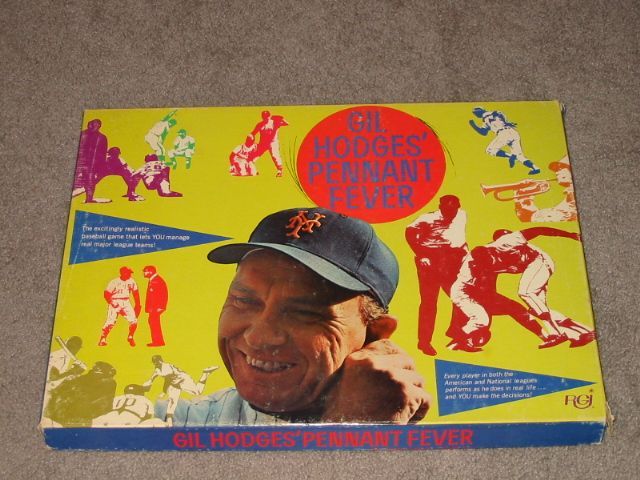 GIL
HODGES'
PENNANT
FEVER
The excitingly realistic
baseball game that lets YOU manage
real major league teams!
NY
Every player in both the
American and National leagues
performs as he does in real life...
and YOU make the decisions!
RGI
GIL HODGES' PENNANT FEVER